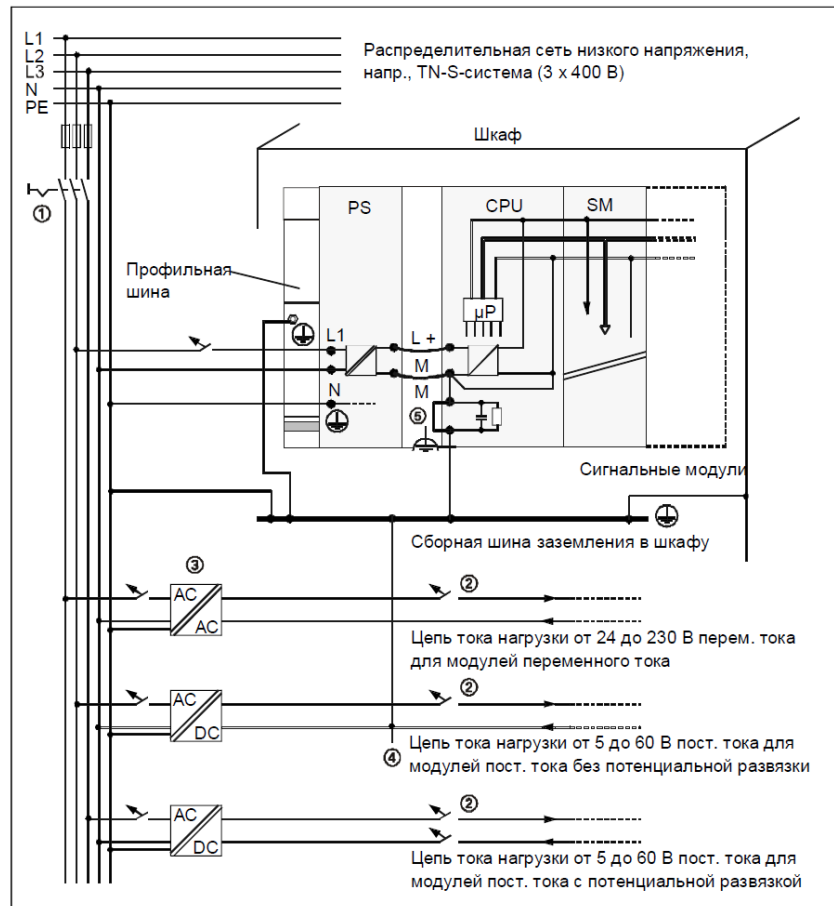 L1
L2
L3
N
PE
Распределительная сеть низкого напряжения,
напр., TN-S-система (3 x 400 В)
Шкаф
①
PS
CPU
SM
Профильная
шина
µP
L1
L +
M
N
M
⑤
Сигнальные модули
Сборная шина заземления в шкафу
③
AC
AC
②
Цепь тока нагрузки от 24 до 230 В перем. тока
для модулей переменного тока
AC
DC
②
④
Цепь тока нагрузки от 5 до 60 В пост. тока для
модулей пост. тока без потенциальной развязки
AC
DC
②
Цепь тока нагрузки от 5 до 60 В пост. тока для
модулей пост. тока с потенциальной развязкой